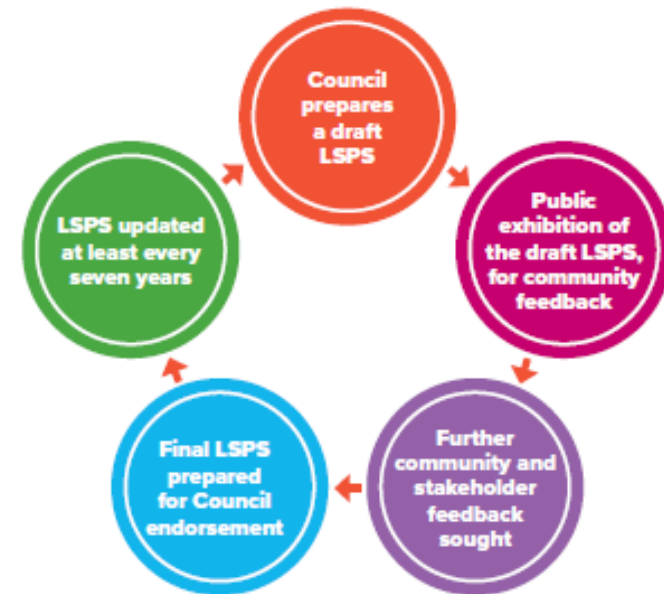 Council
prepares
a draft
LSPS
Public
exhibition of
the draft LSPS,
for community
feedback
Further
community and
stakeholder
feedback
sought
Final LSPS
prepared
for Council
endorsement
LSPS updated
at least every
seven years